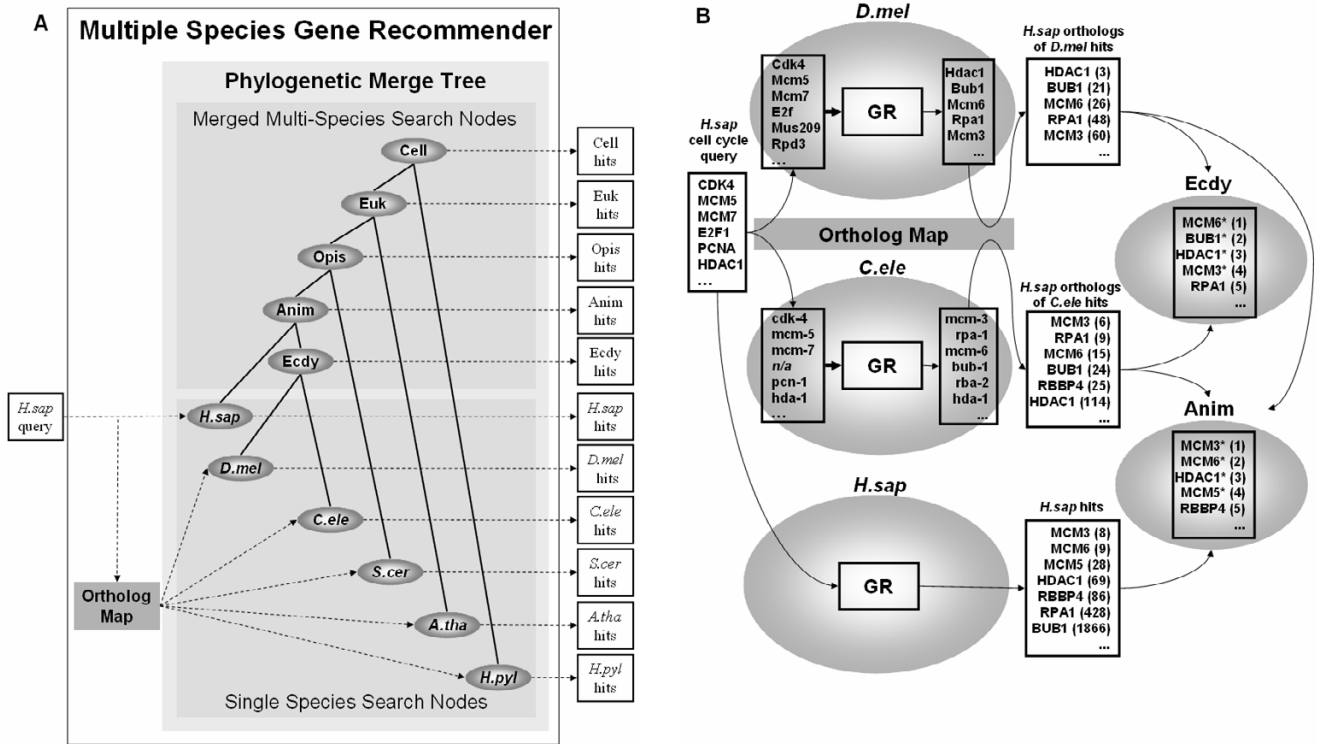 A
Multiple Species Gene Recommender
Phylogenetic Merge Tree
Merged Multi-Species Search Nodes
Cell
Euk
Opis
Anim
Ecdy
H.sap
D.mel
C.ele
S.cer
A.tha
H.pyl
Single Species Search Nodes
H.sap
query
Ortholog
Map
Cell
hits
Euk
hits
Opis
hits
Anim
hits
Ecdy
hits
H.sap
hits
D.mel
hits
C.ele
hits
S.cer
hits
A.tha
hits
H.pyl
hits
B
H.sap
cell cycle
query
CDK4
MCM5
MCM7
E2F1
PCNA
HDAC1
...
D.mel
Cdk4
Mcm5
Mcm7
E2f
Mus209
Rpd3
...
GR
Hdac1
Bub1
Mcm6
Rpa1
Mcm3
...
H.sap orthologs
of D.mel hits
HDAC1 (3)
BUB1 (21)
MCM6 (26)
RPA1 (48)
MCM3 (60)
...
Ortholog Map
C.ele
cdk-4
mcm-5
mcm-7
n/a
pcn-1
hda-1
...
GR
mcm-3
rpa-1
mcm-6
bub-1
rba-2
hda-1
...
H.sap orthologs
of C.ele hits
MCM3 (6)
RPA1 (9)
MCM6 (15)
BUB1 (24)
RBBP4 (25)
HDAC1 (114)
...
H.sap
GR
H.sap hits
MCM3 (8)
MCM6 (9)
MCM5 (28)
HDAC1 (69)
RBBP4 (86)
RPA1 (428)
BUB1 (1866)
...
Ecdy
MCM6* (1)
BUB1* (2)
HDAC1* (3)
MCM3* (4)
RPA1 (5)
...
Anim
MCM3* (1)
MCM6* (2)
HDAC1* (3)
MCM5* (4)
RBBP4 (5)
...